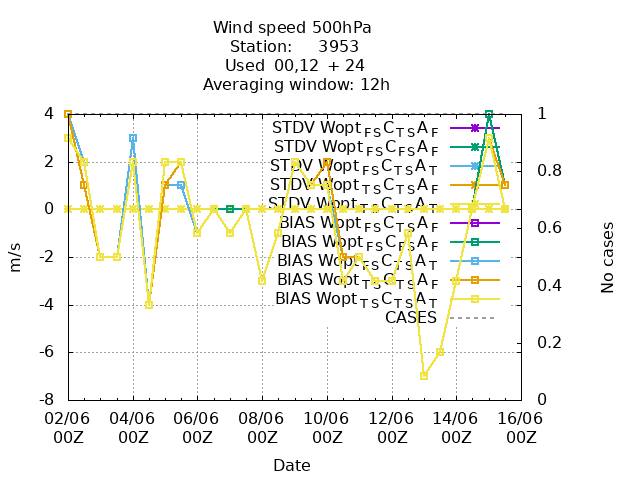 Wind speed 500hPa
Station: 3953
Used 00,12 + 24
Averaging window: 12h
m/s
No cases
4
2
0
-2
-4
-6
-8
1
0.8
0.6
0.4
0.2
0
STDV Wopt FS C TS A F
STDV Wopt FS C FS A F
STDV Wopt FS C TS A T
STDV Wopt TS C TS A F
STDV Wopt TS C TS A T
BIAS Wopt FS C TS A F
BIAS Wopt FS C FS A F
BIAS Wopt FS C TS A T
BIAS Wopt TS C TS A F
BIAS Wopt TS C TS A T
CASES
02/06 04/06 06/06 08/06 10/06 12/06 14/06 16/06
00Z 00Z 00Z 00Z 00Z 00Z 00Z 00Z
Date